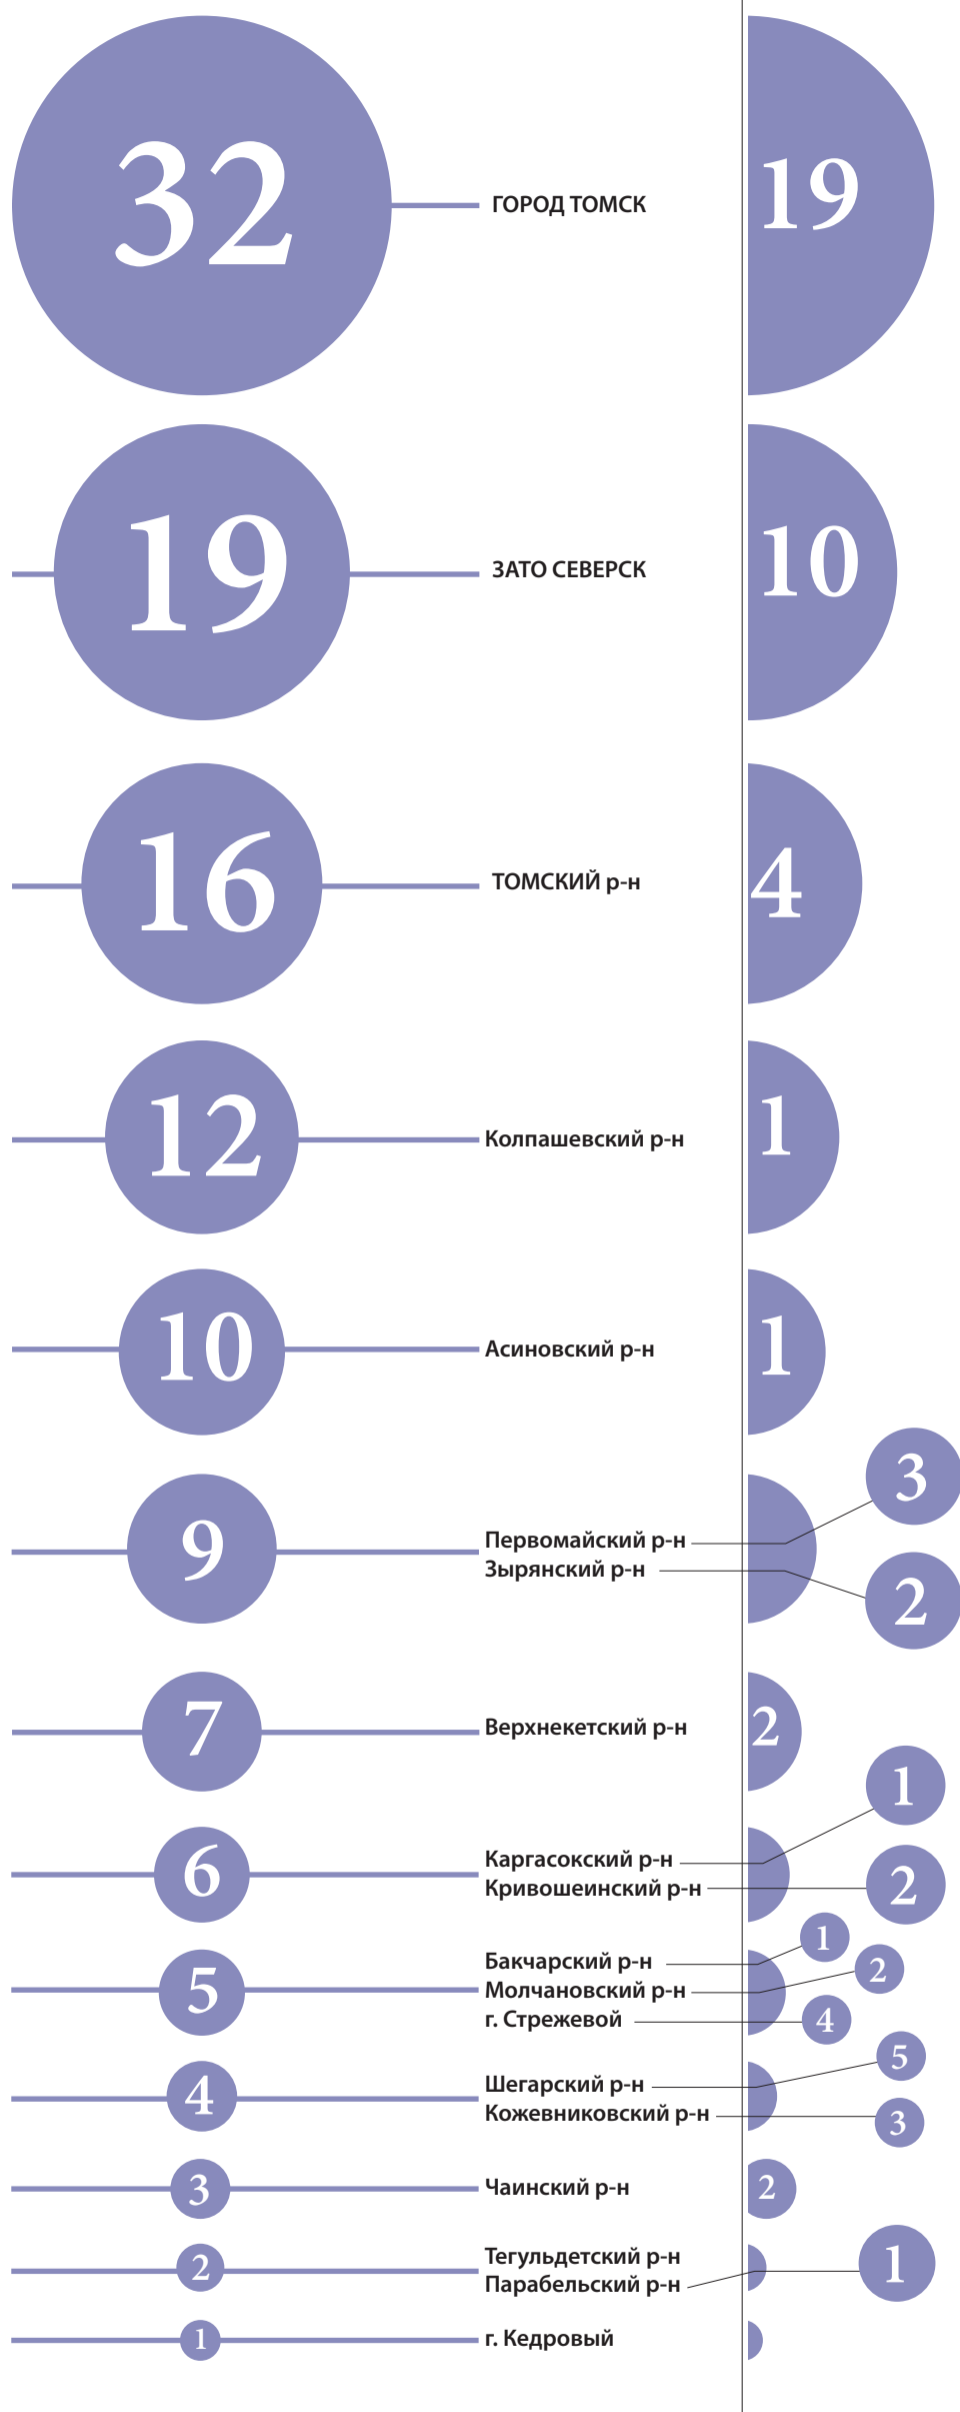 32 ГОРОД ТОМСК 19
19 ЗАТО СЕВЕРСК 10
16 ТОМСКИЙ р-н 4
12 Колпашевский р-н 1
10 Асиновский р-н 1
9 Первомайский р-н 3
Зырянский р-н 2
7 Верхнекетский р-н 2
6 Каргасокский р-н 1
Кривошеинский р-н 2
5 Бакчарский р-н 1
Молчановский р-н 2
г. Стрежевой 4
4 Шегарский р-н 5
Кожевниковский р-н 3
3 Чаинский р-н 2
2 Тегульдетский р-н
Парабельский р-н 1
1 г. Кедровый